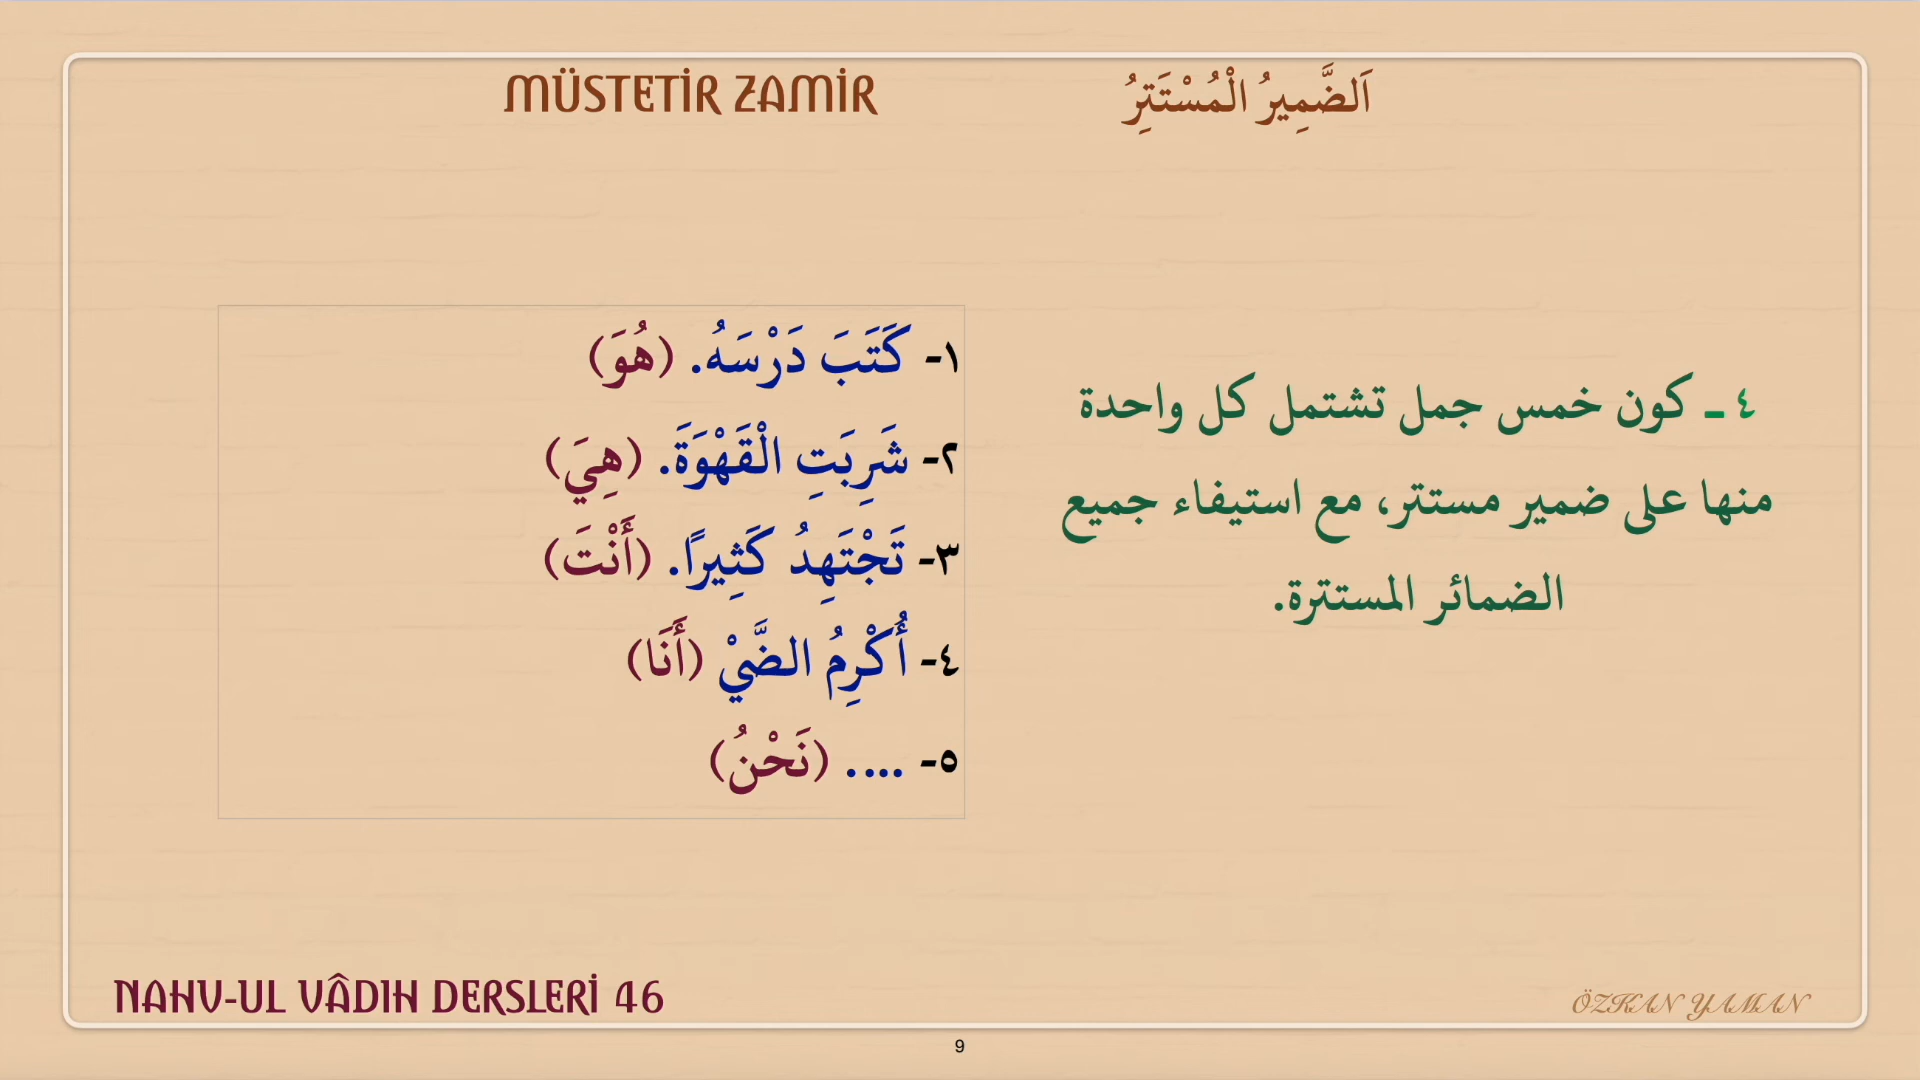 MÜSTETİR ZAMİR
اَلضَّمِيرُ الْمُسْتَتِرُ
٤ ـ كون خمس جمل تشتمل كل واحدة
منها على ضمير مستتر، مع استيفاء جميع
الضمائر المستترة.
١- كَتَبَ دَرْسَهُ. (هُوَ)
٢- شَرِبَتِ الْقَهْوَةَ. (هِيَ)
٣- تَجْتَهِدُ كَثِيرًا. (أَنْتَ)
٤- أُكْرِمُ الضَّيْ (أَنَا)
٥- .... (نَحْنُ)
NAHV-UL VÂDIH DERSLERİ 46
ÖZKAN YAMAN
9